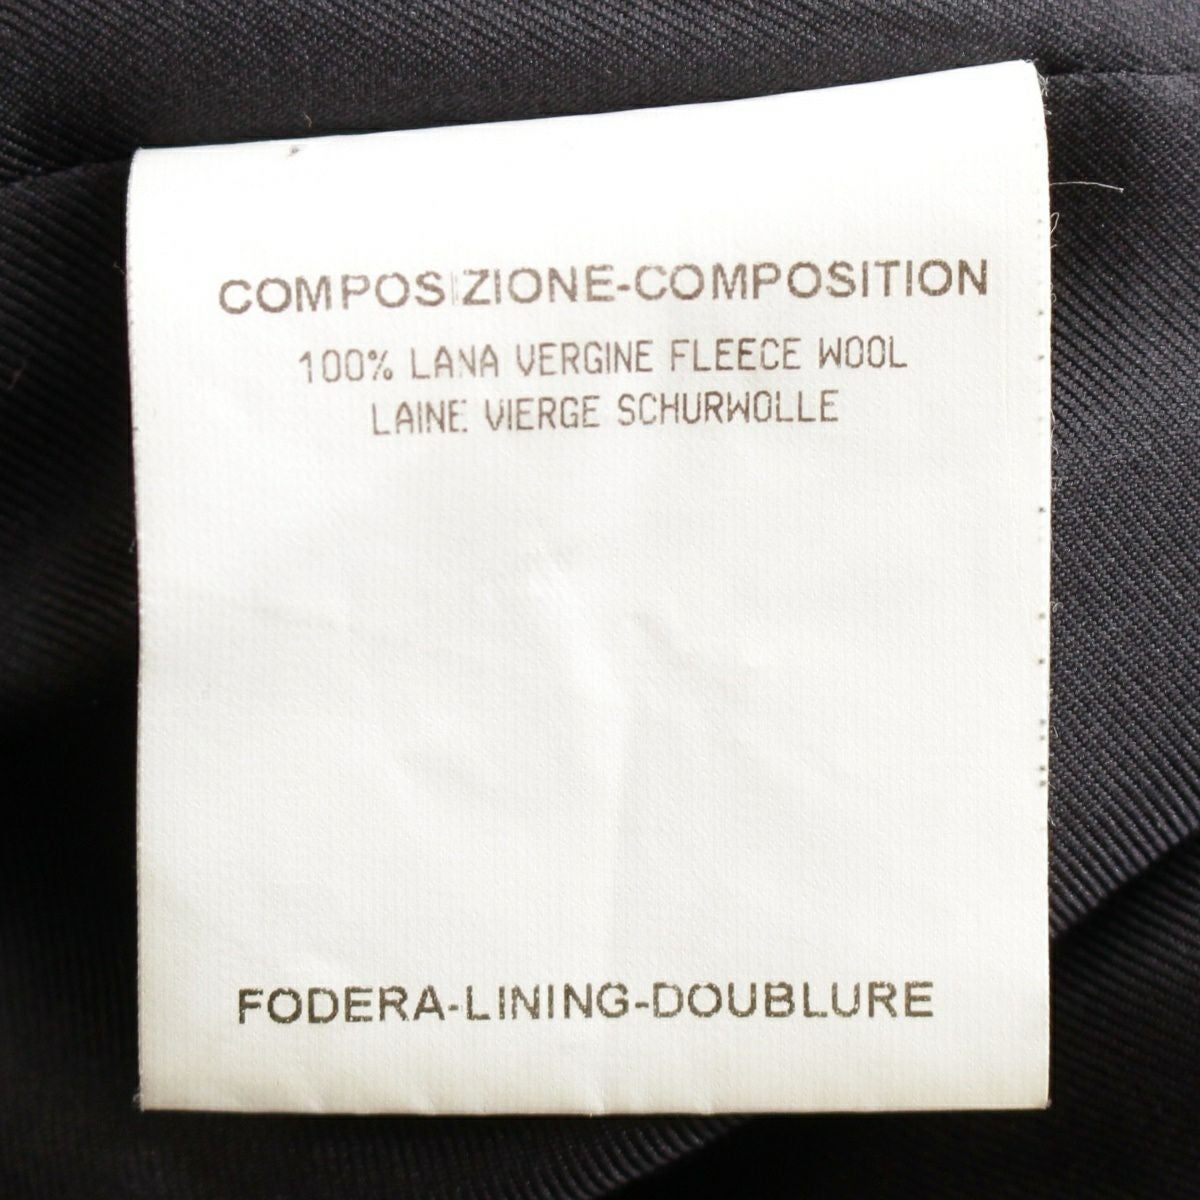 COMPOSIZIONE-COMPOSITION
100% LANA VERGINE FLEECE WOOL
LAINE VIERGE SCHURWOLLE
FODERA-LINING-DOUBLURE